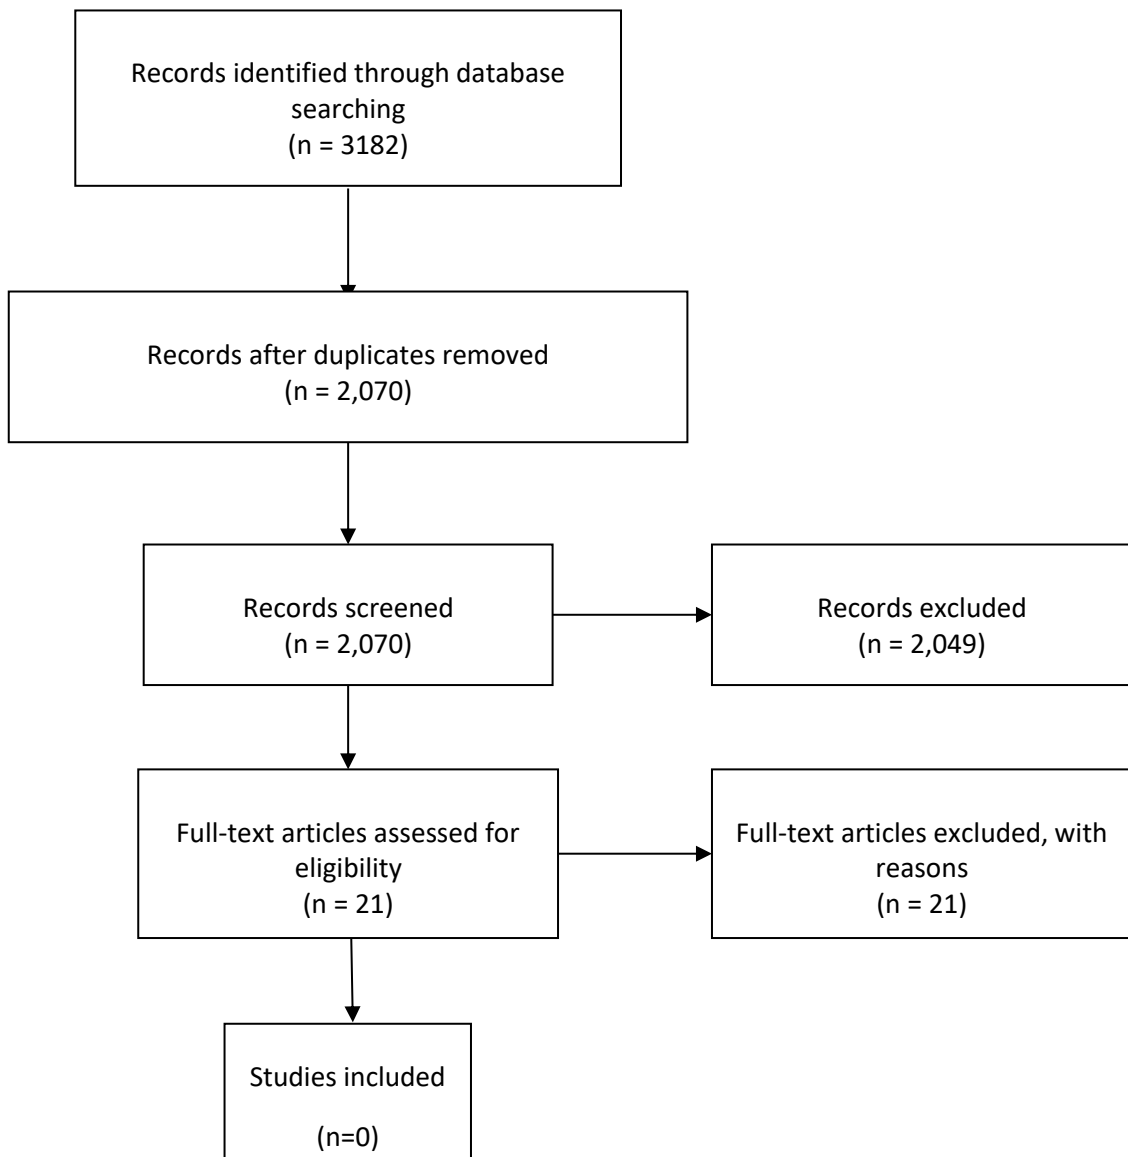 Records identified through database
searching
(n = 3182)
Records after duplicates removed
(n = 2,070)
Records screened
(n = 2,070)
Records excluded
(n = 2,049)
Full-text articles assessed for
eligibility
(n = 21)
Full-text articles excluded, with
reasons
(n = 21)
Studies included
(n=0)